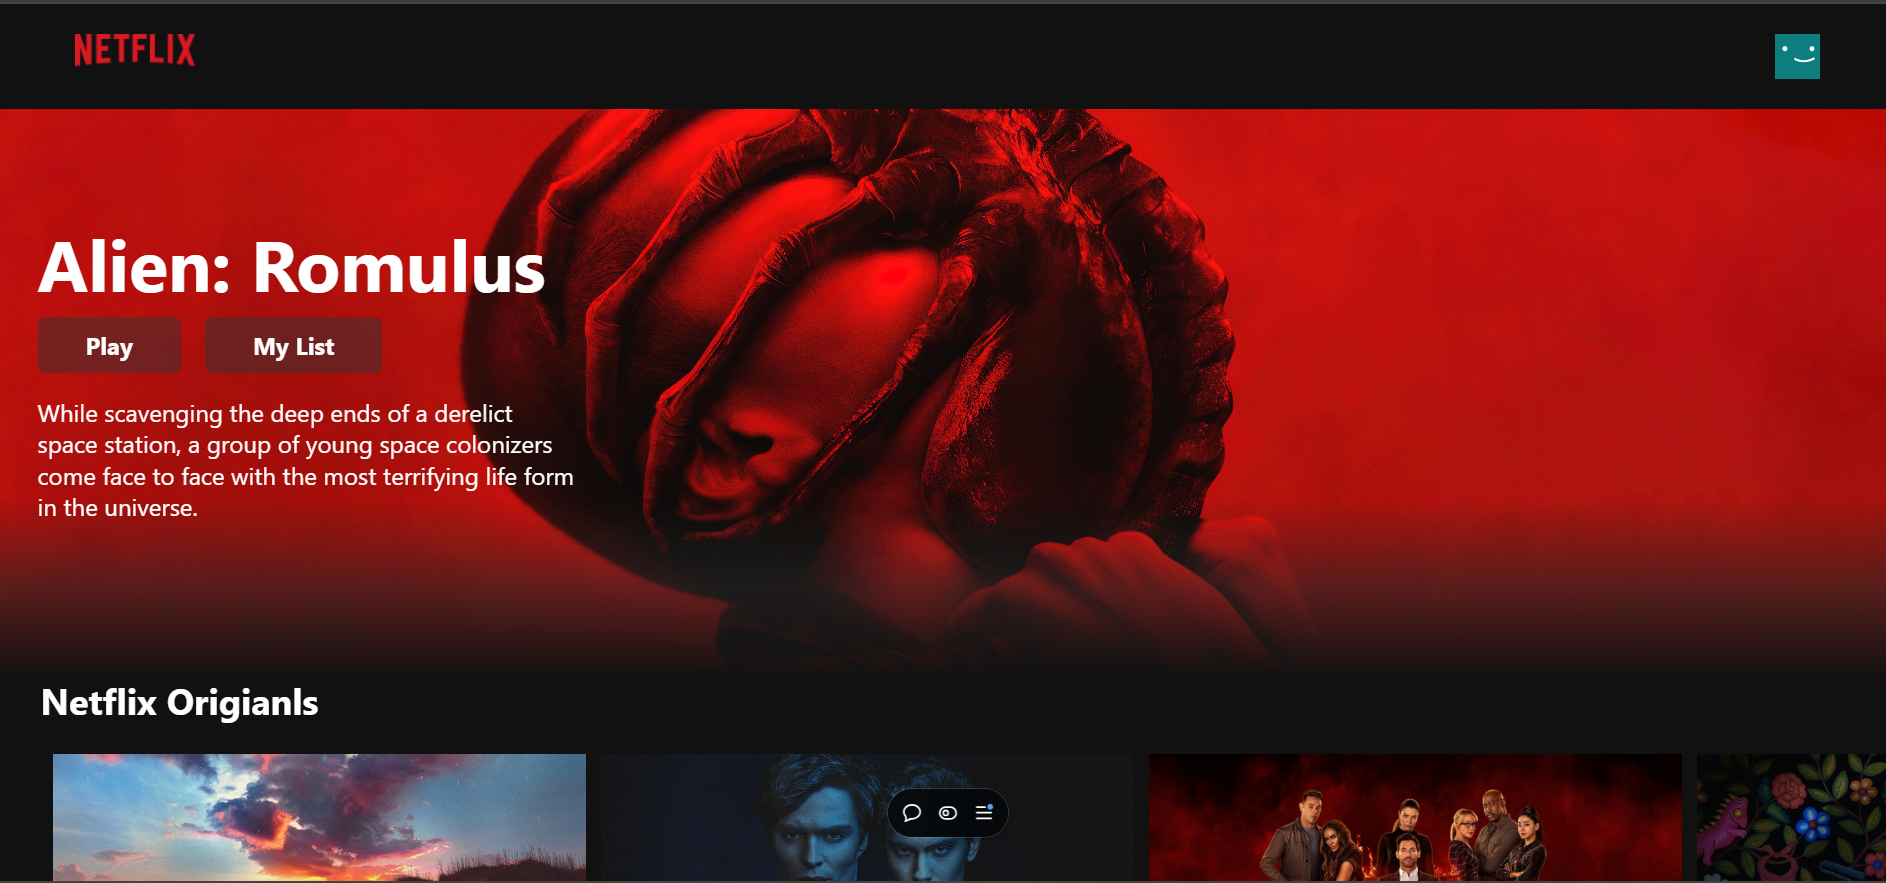 NETFLIX
Alien: Romulus
Play
My List
While scavenging the deep ends of a derelict
space station, a group of young space colonizers
come face to face with the most terrifying life form
in the universe.
Netflix Origianls